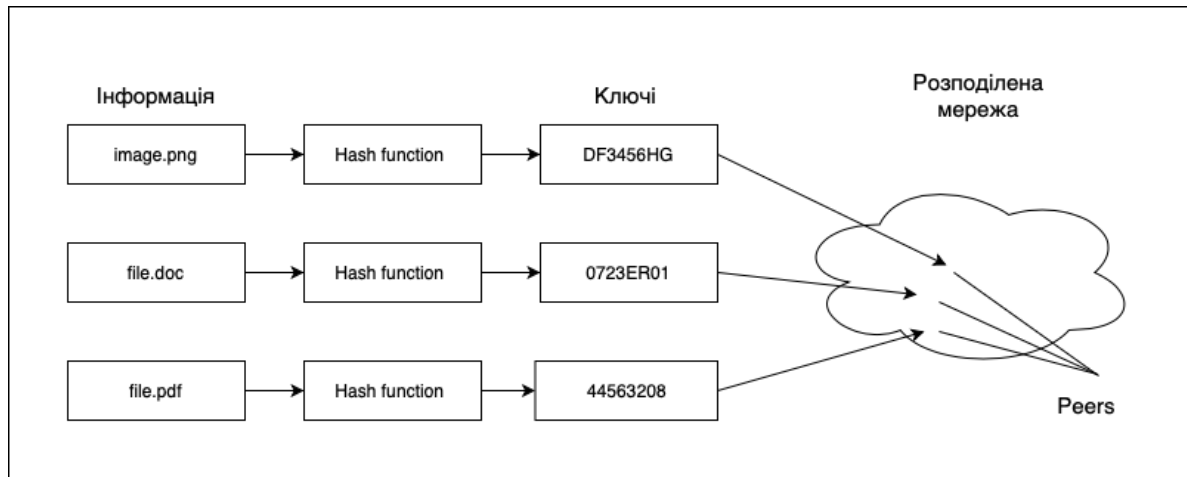 Інформація
Ключі
Розподілена
мережа
image.png
Hash function
DF3456HG
file.doc
Hash function
0723ER01
file.pdf
Hash function
44563208
Peers